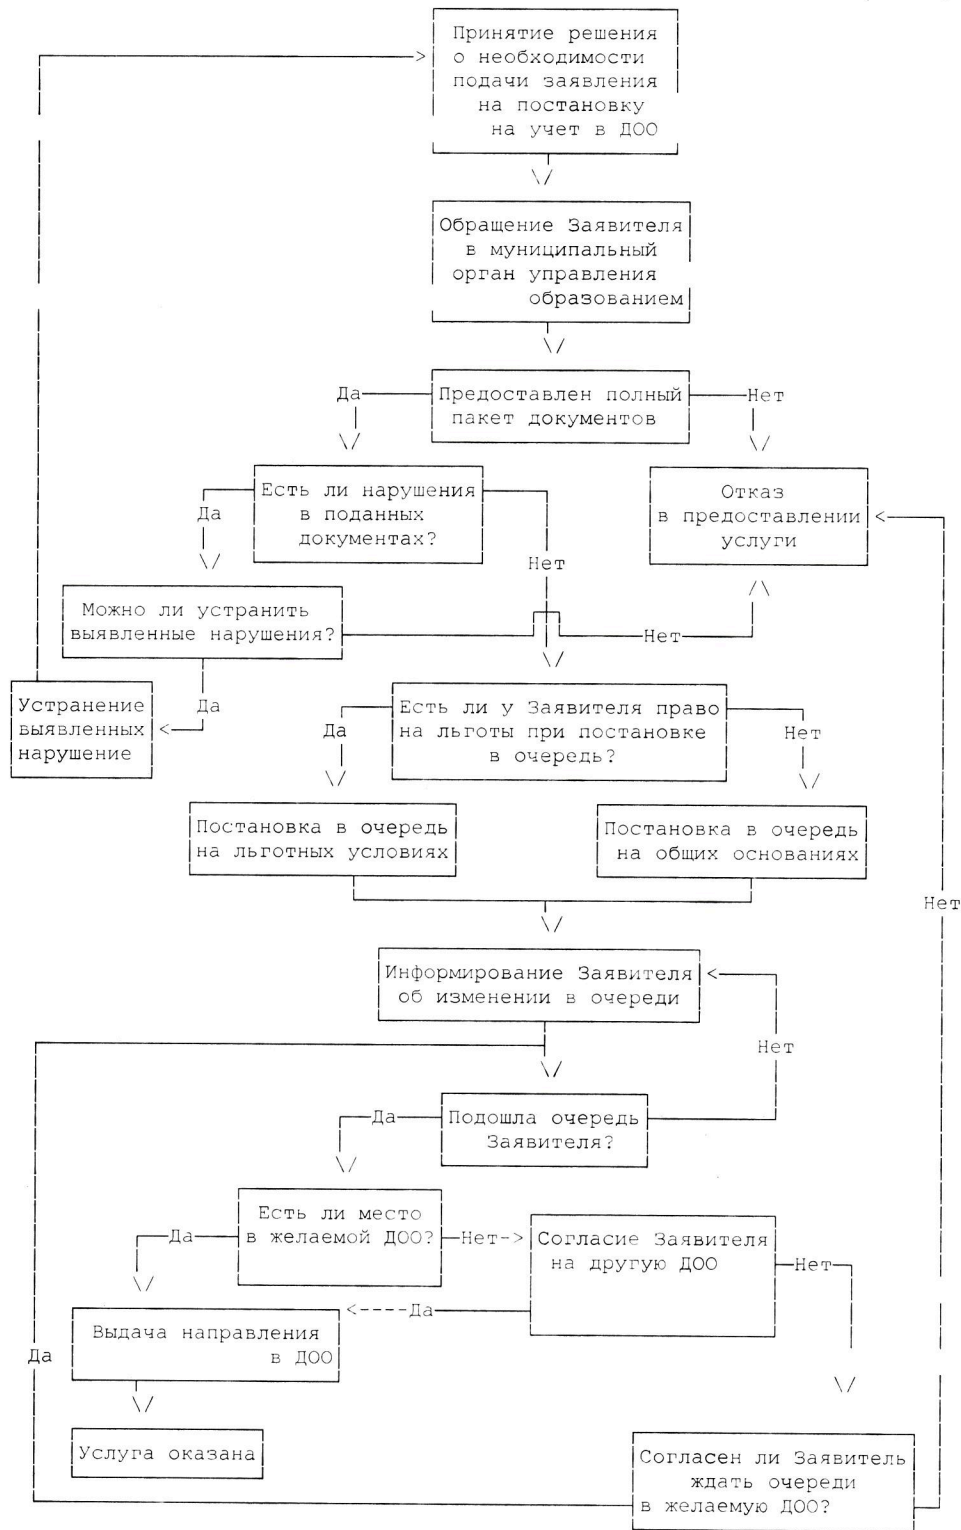 Принятие решения
о необходимости
подачи заявления
на постановку
на учет в ДОО
Обращение Заявителя
в муниципальный
орган управления
образованием
Да
Предоставлен полный
пакет документов
Нет
Есть ли нарушения
в поданных
документах?
Да
Нет
Отказ
в предоставлении
услуги
Можно ли устранить
выявленные нарушения?
Нет
Да
Устранение
выявленных
нарушение
Есть ли у Заявителя право
на льготы при постановке
в очередь?
Да
Нет
Постановка в очередь
на льготных условиях
Постановка в очередь
на общих основаниях
Нет
Информирование Заявителя
об изменении в очереди
Нет
Да
Подошла очередь
Заявителя?
Есть ли место
в желаемой ДОО?
Да
Нет
Согласие Заявителя
на другую ДОО
Нет
Да
Выдача направления
в ДОО
Да
Услуга оказана
Согласен ли Заявитель
ждать очереди
в желаемую ДОО?